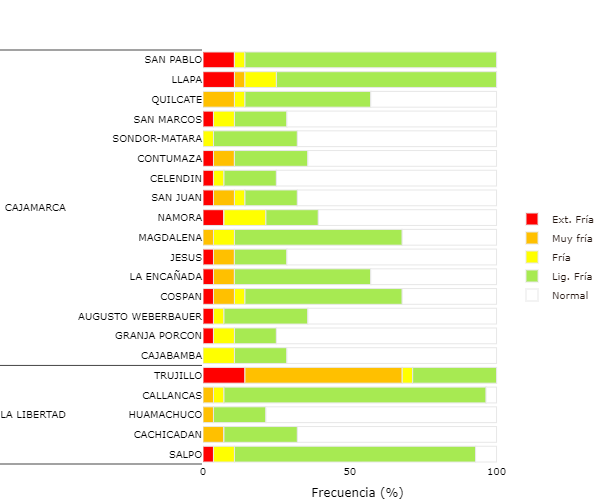 SAN PABLO
LLAPA
QUILCATE
SAN MARCOS
SONDOR-MATARA
CONTUMAZA
CELENDIN
SAN JUAN
CAJAMARCA
NAMORA
MAGDALENA
JESUS
LA ENCAÑADA
COSPAN
AUGUSTO WEBERBAUER
GRANJA PORCON
CAJABAMBA
TRUJILLO
CALLANCAS
LA LIBERTAD
HUAMACHUCO
CACHICADAN
SALPO
0 50 100
Frecuencia (%)
Ext. Fría
Muy fría
Fría
Lig. Fría
Normal